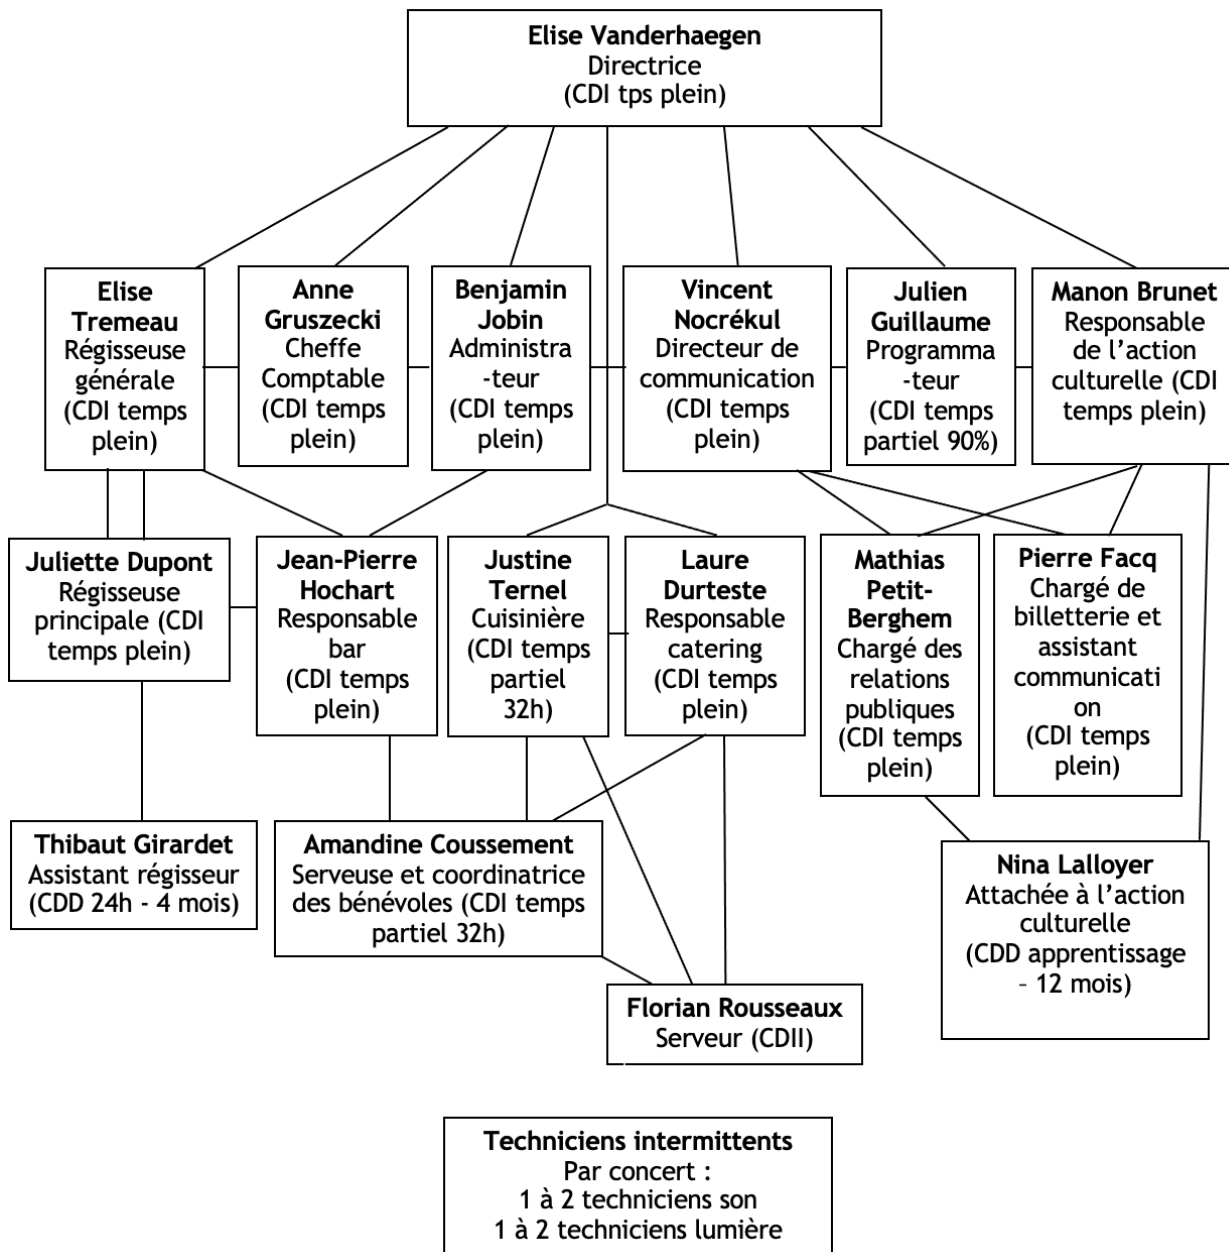 Elise Vanderhaegen
Directrice
(CDI tps plein)
Elise
Tremeau
Régisseuse
générale
(CDI temps
plein)
Anne
Gruszecki
Cheffe
Comptable
(CDI temps
plein)
Benjamin
Jobin
Administra
-teur
(CDI temps
plein)
Vincent
Nocrékul
Directeur de
communication
(CDI temps
plein)
Julien
Guillaume
Programma
-teur
(CDI temps
partiel 90%)
Manon Brunet
Responsable
de l’action
culturelle (CDI
temps plein)
Juliette Dupont
Régisseuse
principale (CDI
temps plein)
Jean-Pierre
Hochart
Responsable
bar
(CDI temps
plein)
Justine
Ternel
Cuisinière
(CDI temps
partiel
32h)
Laure
Durteste
Responsable
catering
(CDI temps
plein)
Mathias
Petit-
Berghem
Chargé des
relations
publiques
(CDI temps
plein)
Pierre Facq
Chargé de
billetterie et
assistant
communicati
on
(CDI temps
plein)
Thibaut Girardet
Assistant régisseur
(CDD 24h - 4 mois)
Amandine Coussement
Serveuse et coordinatrice
des bénévoles (CDI temps
partiel 32h)
Nina Lalloyer
Attachée à l’action
culturelle
(CDD apprentissage
– 12 mois)
Florian Rousseaux
Serveur (CDII)
Techniciens intermittents
Par concert :
1 à 2 techniciens son
1 à 2 techniciens lumière